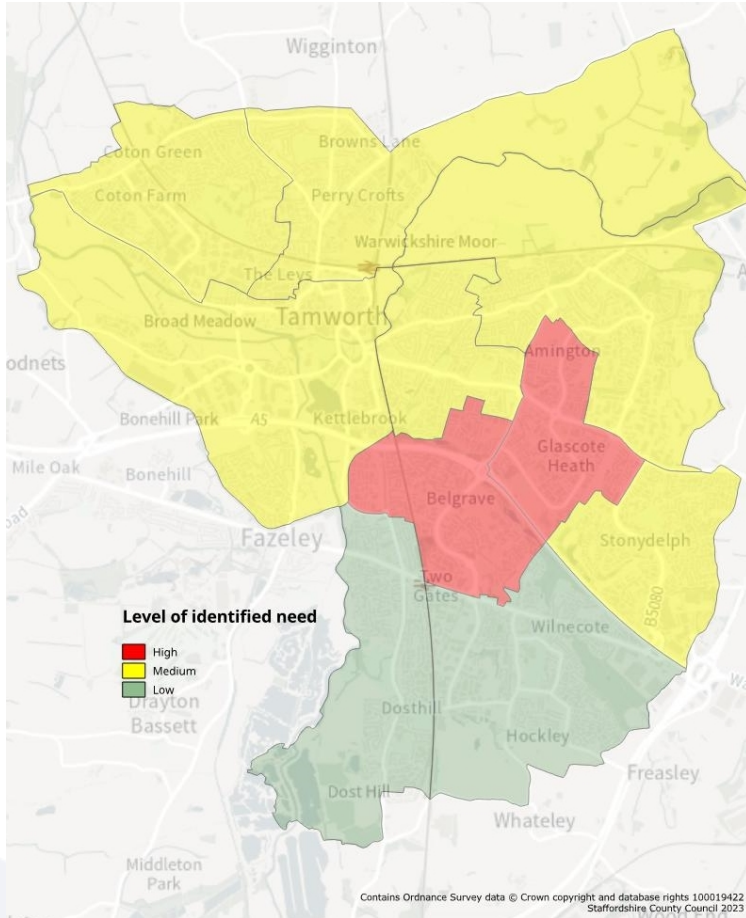 Wigginton
Browns Lane
Coton Green
Coton Farm
Perry Crofts
Warwickshire Moor
The Leys
Broad Meadow
Tamworth
Amington
odnets
Bonehill Park
A5
Kettlebrook
Glascote
Heath
Mile Oak
Bonehill
Belgrave
oad
Fazeley
Stonydelph
Two
Gates
B5080
Level of identified need
Wilnecote
High
Medium
Low
Drayton
Bassett
Dosthill
Hockley
Freasley
Dost Hill
Whateley
Middleton
Park
Contains Ordnance Survey data © Crown copyright and database rights 100019422
Staffordshire County Council 2023